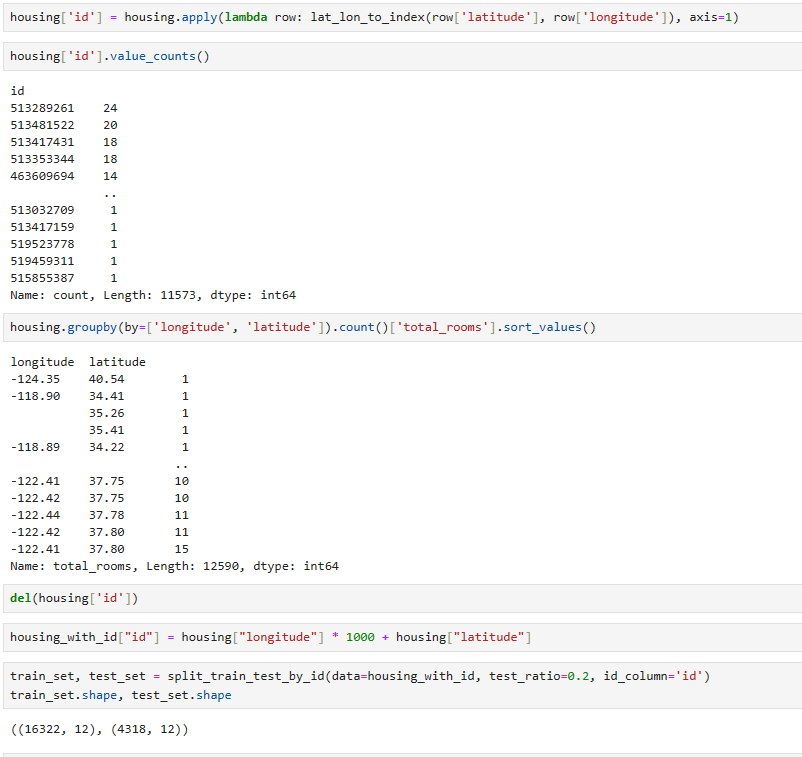 housing['id'] = housing.apply(lambda row: lat_lon_to_index(row['latitude'], row['longitude']), axis=1)
housing['id'].value_counts()
id
513289261    24
513481522    20
513417431    18
513353344    18
463609694    14
             ..
513032709     1
513417159     1
519523778     1
519459311     1
515855387     1
Name: count, Length: 11573, dtype: int64
housing.groupby(by=['longitude', 'latitude']).count()['total_rooms'].sort_values()
longitude  latitude
-124.35    40.54        1
-118.90    34.41        1
           35.26        1
           35.41        1
-118.89    34.22        1
                       ..
-122.41    37.75       10
-122.42    37.75       10
-122.44    37.78       11
-122.42    37.80       11
-122.41    37.80       15
Name: total_rooms, Length: 12590, dtype: int64
del(housing['id'])
housing_with_id["id"] = housing["longitude"] * 1000 + housing["latitude"]
train_set, test_set = split_train_test_by_id(data=housing_with_id, test_ratio=0.2, id_column='id')
train_set.shape, test_set.shape
((16322, 12), (4318, 12))